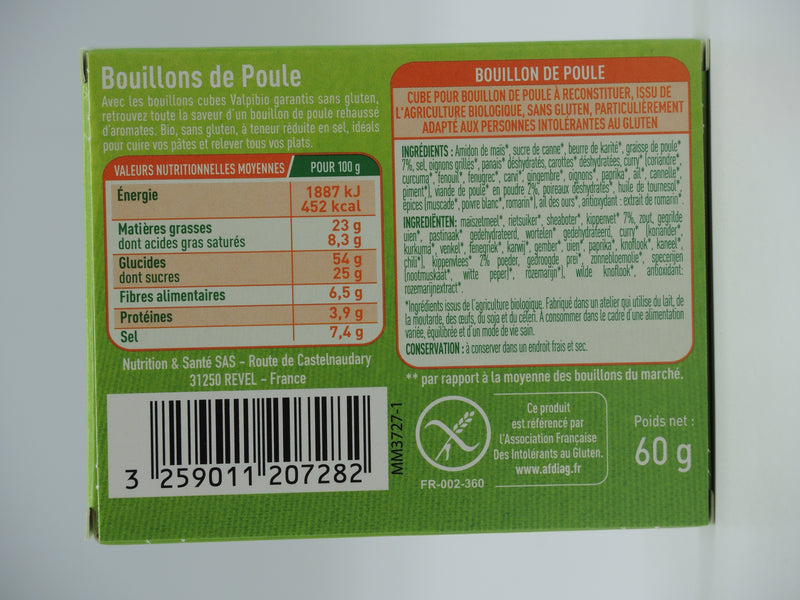 Bouillons de Poule
Avec les bouillons cubes Valpibio garantis sans gluten,
retrouvez toute la saveur d'un bouillon de poule rehaussé
d'aromates. Bio, sans gluten, à teneur réduite en sel, idéals
pour cuire vos pâtes et relever tous vos plats.
VALEURS NUTRITIONNELLES MOYENNES POUR 100 g
Énergie 1887 kJ
452 kcal
Matières grasses 23 g
dont acides gras saturés 8,3 g
Glucides 54 g
dont sucres 25 g
Fibres alimentaires 6,5 g
Protéines 3,9 g
Sel 7,4 g
Nutrition & Santé SAS - Route de Castelnaudary
31250 REVEL - France
3 259011 207282
MM3727-1
BOUILLON DE POULE
CUBE POUR BOUILLON DE POULE À RECONSTITUER, ISSU DE
L'AGRICULTURE BIOLOGIQUE, SANS GLUTEN, PARTICULIÈREMENT
ADAPTÉ AUX PERSONNES INTOLÉRANTES AU GLUTEN
INGRÉDIENTS : Amidon de maïs*, sucre de canne*, beurre de karité*, graisse de poule*
7%, sel, oignons grillés*, panais* déshydratés, carottes* déshydratées, curry* (coriandre*,
curcuma*, fenouil*, fenugrec*, carvi*, gingembre*, oignons*, paprika*, ail*, cannelle*,
piment*), viande de poule* en poudre 2%, poireaux déshydratés*, huile de tournesol*,
épices (muscade*, poivre blanc*, romarin*), ail des ours*, antioxydant : extrait de romarin*.
INGREDIËNTEN: maiszetmeel*, rietsuiker*, sheaboter*, kippenvet* 7%, zout, gegrilde
uien*, pastinaak* gedehydrateerd, wortelen* gedehydrateerd, curry* (koriander*,
kurkuma*, venkel*, fenegriek*, karwij*, gember*, uien*, paprika*, knoflook*, kaneel*,
chili*), kippenvlees* 2% poeder, gedroogde prei*, zonnebloemolie*, specerijen
(nootmuskaat*, witte peper*, rozemarijn*), wilde knoflook*, antioxidant:
rozemarijnextract*.
*Ingrédients issus de l'agriculture biologique. Fabriqué dans un atelier qui utilise du lait, de
la moutarde, des œufs, du soja et du céleri. A consommer dans le cadre d'une alimentation
variée, équilibrée et d'un mode de vie sain.
CONSERVATION : à conserver dans un endroit frais et sec.
** par rapport à la moyenne des bouillons du marché.
FR-002-360
Ce produit
est référencé par
l'Association Française
Des Intolérants au Gluten.
www.afdiag.fr
Poids net :
60 g